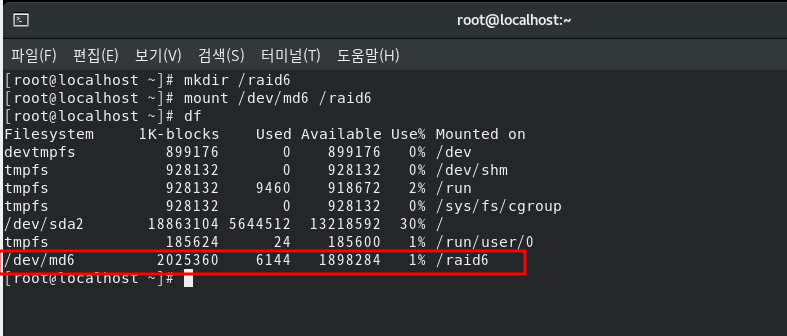 root@localhost:~
파일(F) 편집(E) 보기(V) 검색(S) 터미널(T) 도움말(H)
[root@localhost ~]# mkdir /raid6
[root@localhost ~]# mount /dev/md6 /raid6
[root@localhost ~]# df
Filesystem     1K-blocks    Used Available Use% Mounted on
devtmpfs          899176       0    899176   0% /dev
tmpfs             928132       0    928132   0% /dev/shm
tmpfs             928132    9460    918672   2% /run
tmpfs             928132       0    928132   0% /sys/fs/cgroup
/dev/sda2       18863104 5644512  13218592  30% /
tmpfs             185624      24    185600   1% /run/user/0
/dev/md6         2025360    6144   1898284   1% /raid6
[root@localhost ~]#